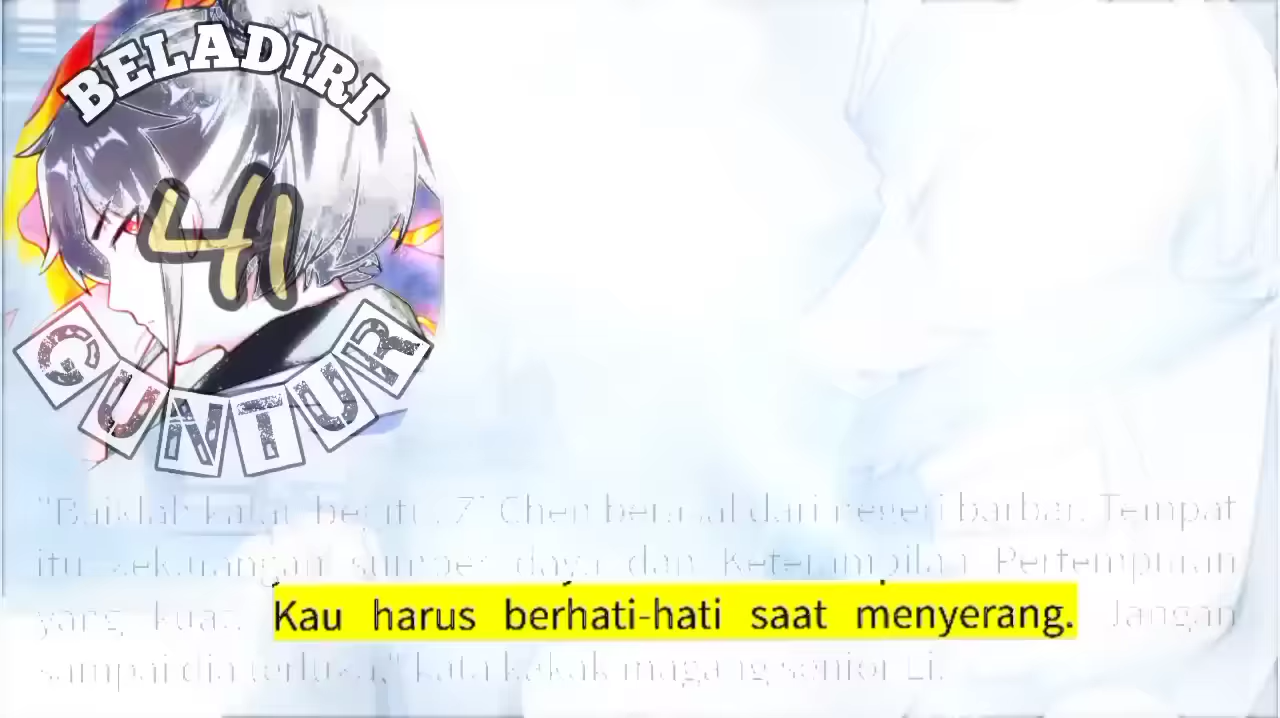 BELADIRI
41
GUNTUR
"Baiklah kalau begitu. Zi Chen berasal dari negeri barbar. Tempat
itu kekurangan sumber daya dan Keterampilan Pertempuran
yang kuat. Kau harus berhati-hati saat menyerang. Jangan
sampai dia terluka," kata kakak magang senior Li.